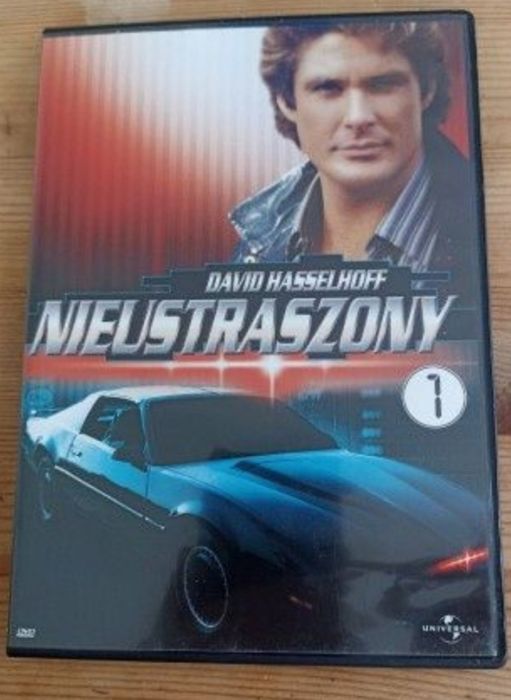 DAVID HASSELHOFF
NIEUSTRASZONY
1
UNIVERSAL
DVD